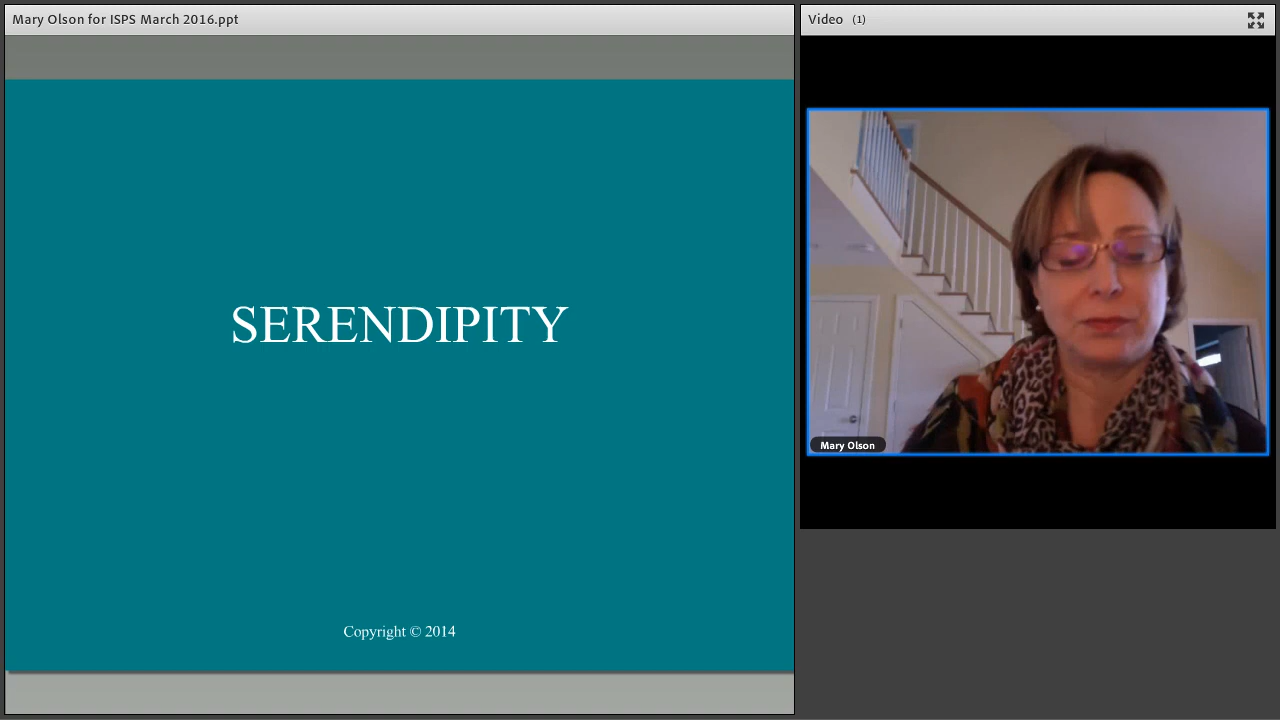 Mary Olson for ISPS March 2016.ppt
Video (1)
SERENDIPITY
Mary Olson
Copyright © 2014